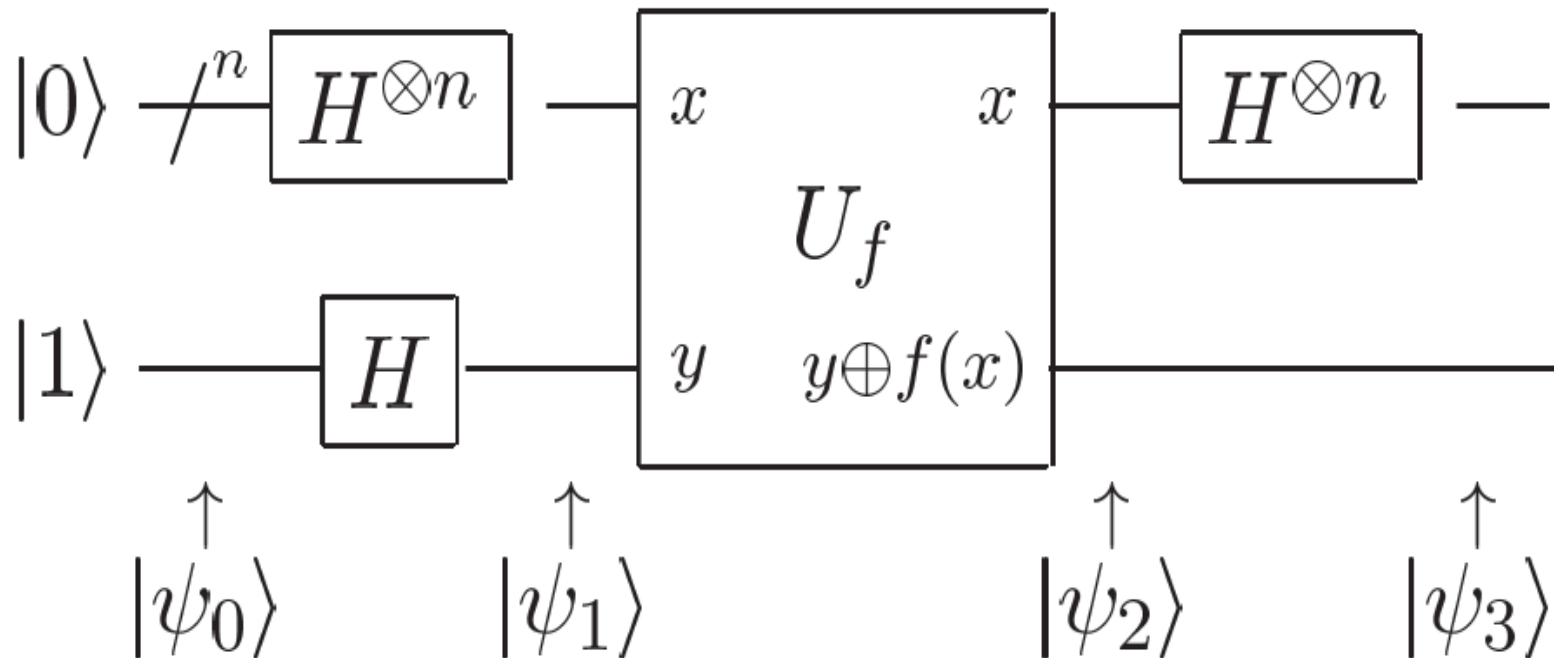 |0⟩ n H⊗n x x H⊗n
U_f
|1⟩ H y y⊕f(x)
↑ ↑ ↑ ↑
|ψ₀⟩ |ψ₁⟩ |ψ₂⟩ |ψ₃⟩